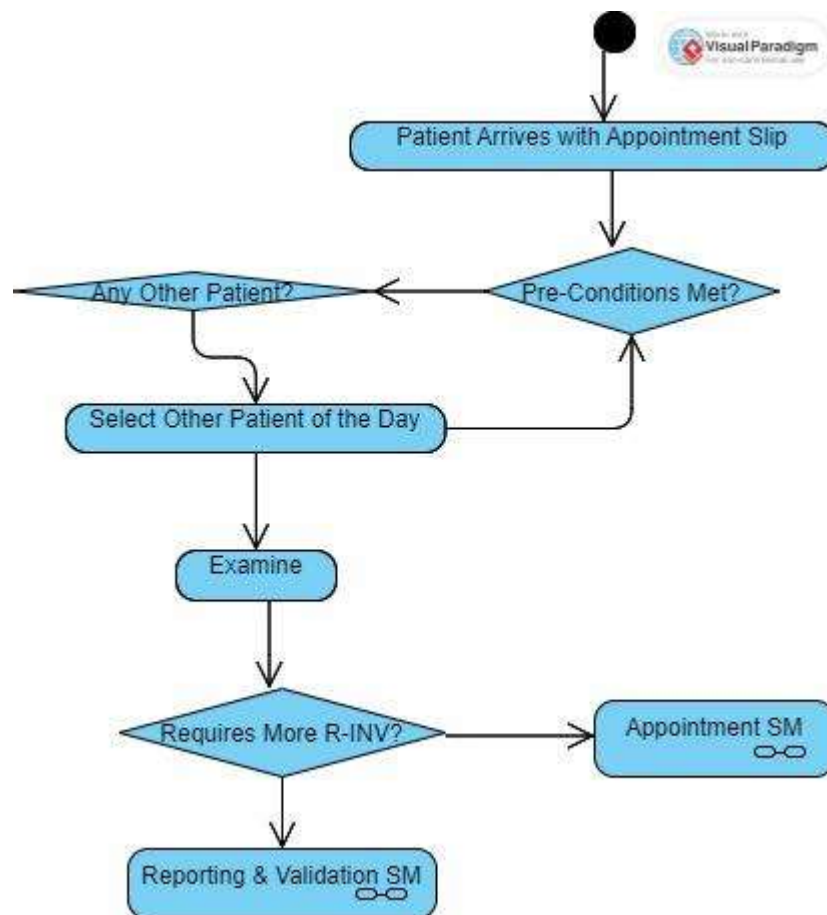 Visual Paradigm
Patient Arrives with Appointment Slip
Any Other Patient?
Pre-Conditions Met?
Select Other Patient of the Day
Examine
Requires More R-INV?
Appointment SM
Reporting & Validation SM